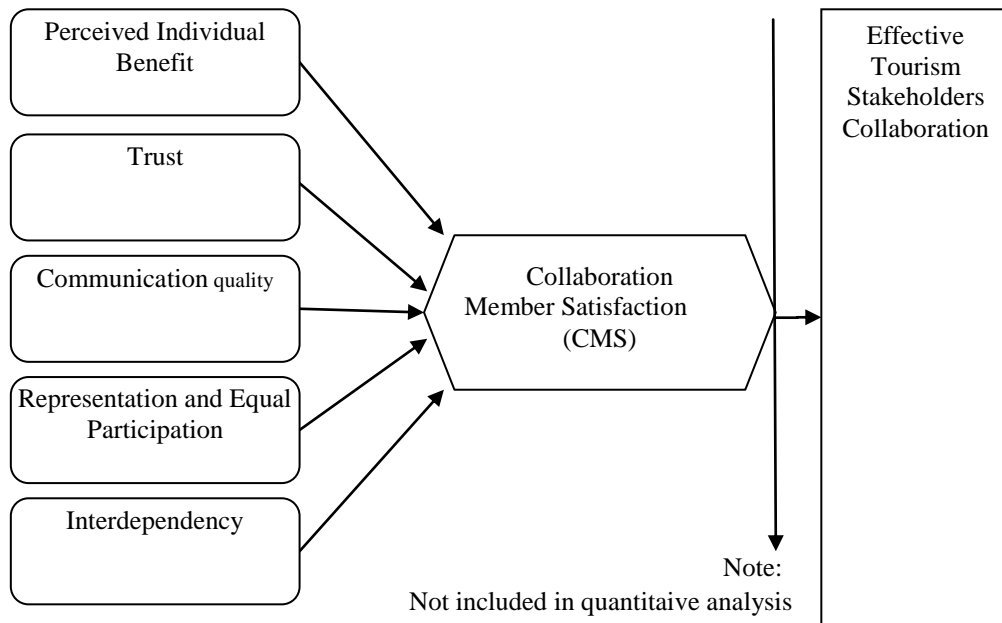 Perceived Individual
Benefit
Trust
Communication quality
Representation and Equal
Participation
Interdependency
Collaboration
Member Satisfaction
(CMS)
Effective
Tourism
Stakeholders
Collaboration
Note:
Not included in quantitaive analysis